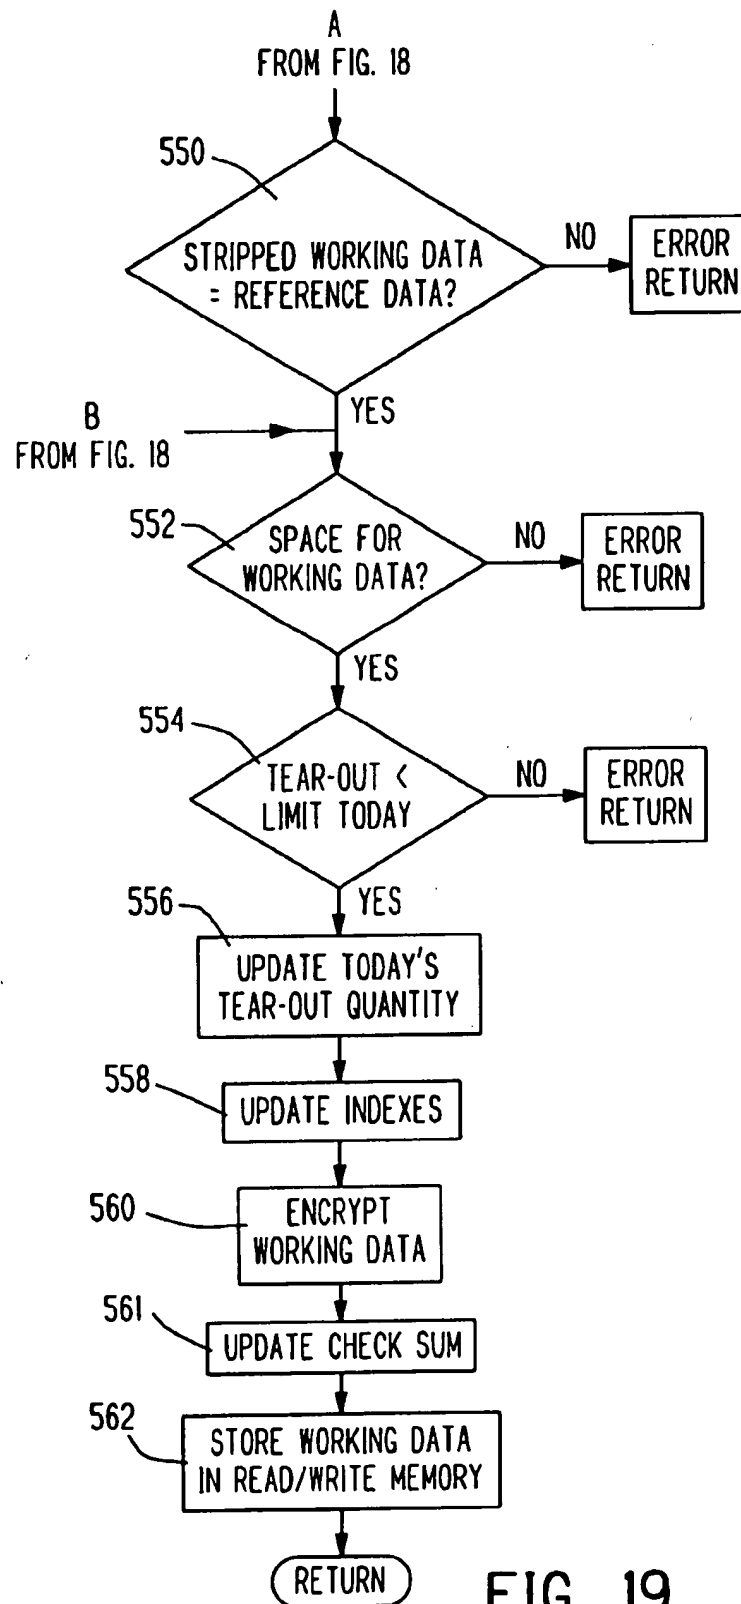 A
FROM FIG. 18
550
STRIPPED WORKING DATA
= REFERENCE DATA?
NO
ERROR
RETURN
YES
B
FROM FIG. 18
552
SPACE FOR
WORKING DATA?
NO
ERROR
RETURN
YES
554
TEAR-OUT <
LIMIT TODAY
NO
ERROR
RETURN
YES
556
UPDATE TODAY'S
TEAR-OUT QUANTITY
558
UPDATE INDEXES
560
ENCRYPT
WORKING DATA
561
UPDATE CHECK SUM
562
STORE WORKING DATA
IN READ/WRITE MEMORY
RETURN
FIG. 19